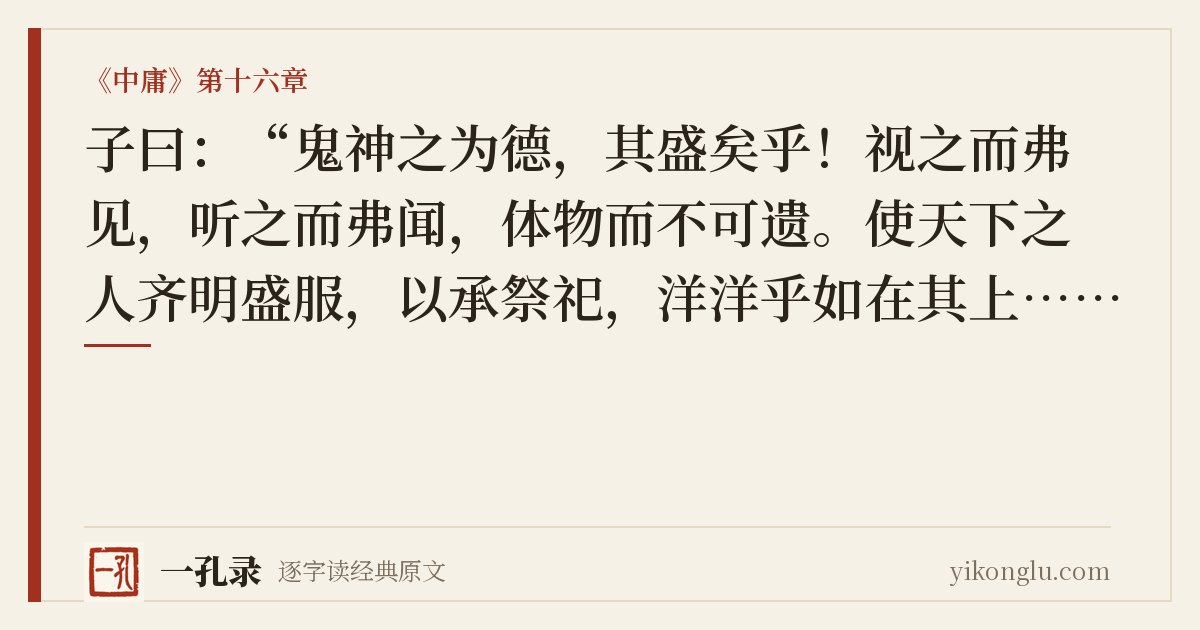 《中庸》第十六章
子曰：“鬼神之为德，其盛矣乎！视之而弗
见，听之而弗闻，体物而不可遗。使天下之
人齐明盛服，以承祭祀，洋洋乎如在其上……
一孔
一孔录 逐字读经典原文
yikonglu.com